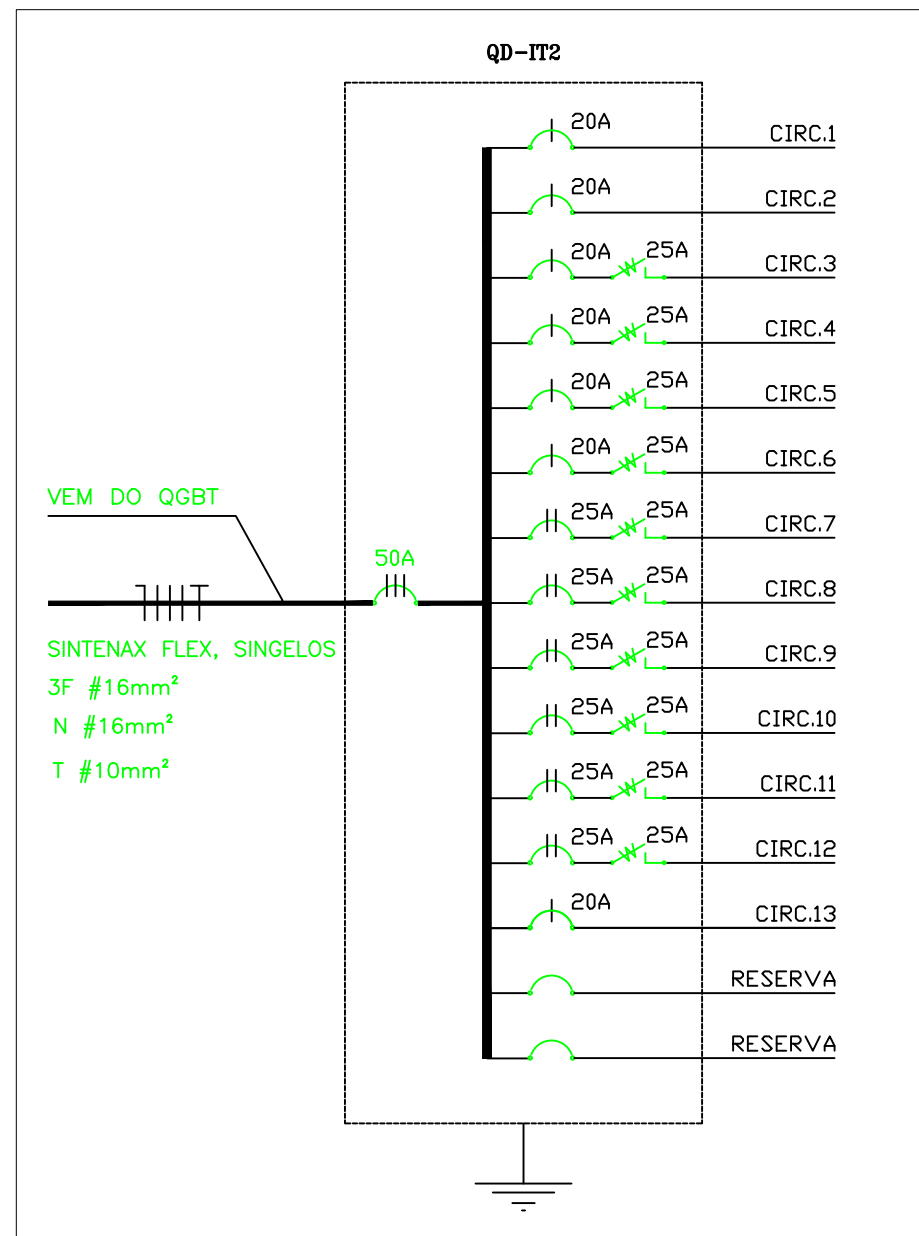 QD-IT2
20A CIRC.1
20A CIRC.2
20A 25A CIRC.3
20A 25A CIRC.4
20A 25A CIRC.5
20A 25A CIRC.6
25A 25A CIRC.7
25A 25A CIRC.8
25A 25A CIRC.9
25A 25A CIRC.10
25A 25A CIRC.11
25A 25A CIRC.12
20A CIRC.13
RESERVA
RESERVA
VEM DO QGBT
50A
SINTENAX FLEX, SINGELOS
3F #16mm²
N #16mm²
T #10mm²